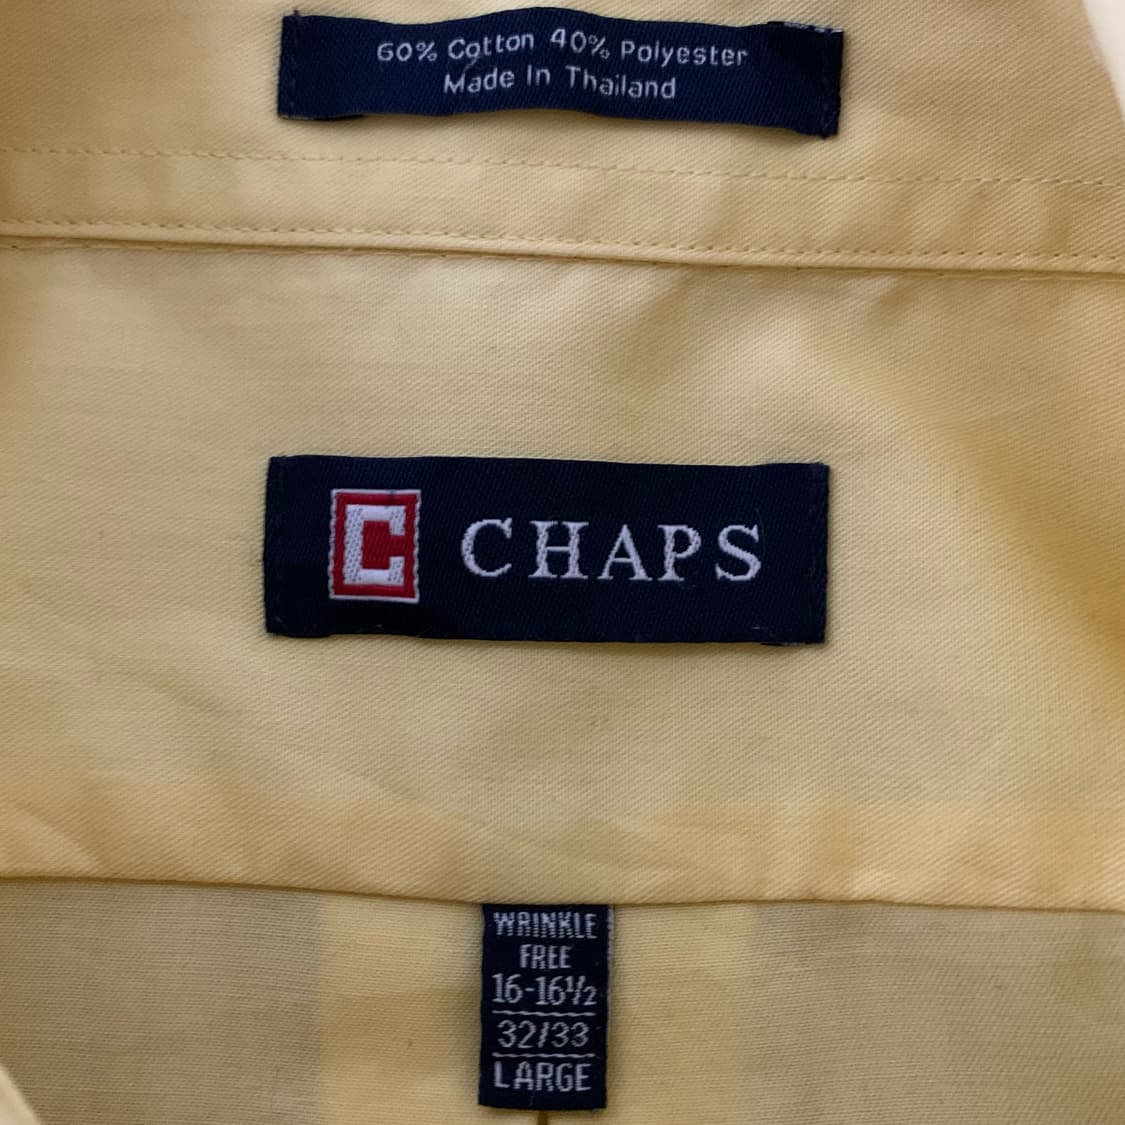 60% Cotton 40% Polyester
Made In Thailand
C CHAPS
WRINKLE
FREE
16-16½
32/33
LARGE